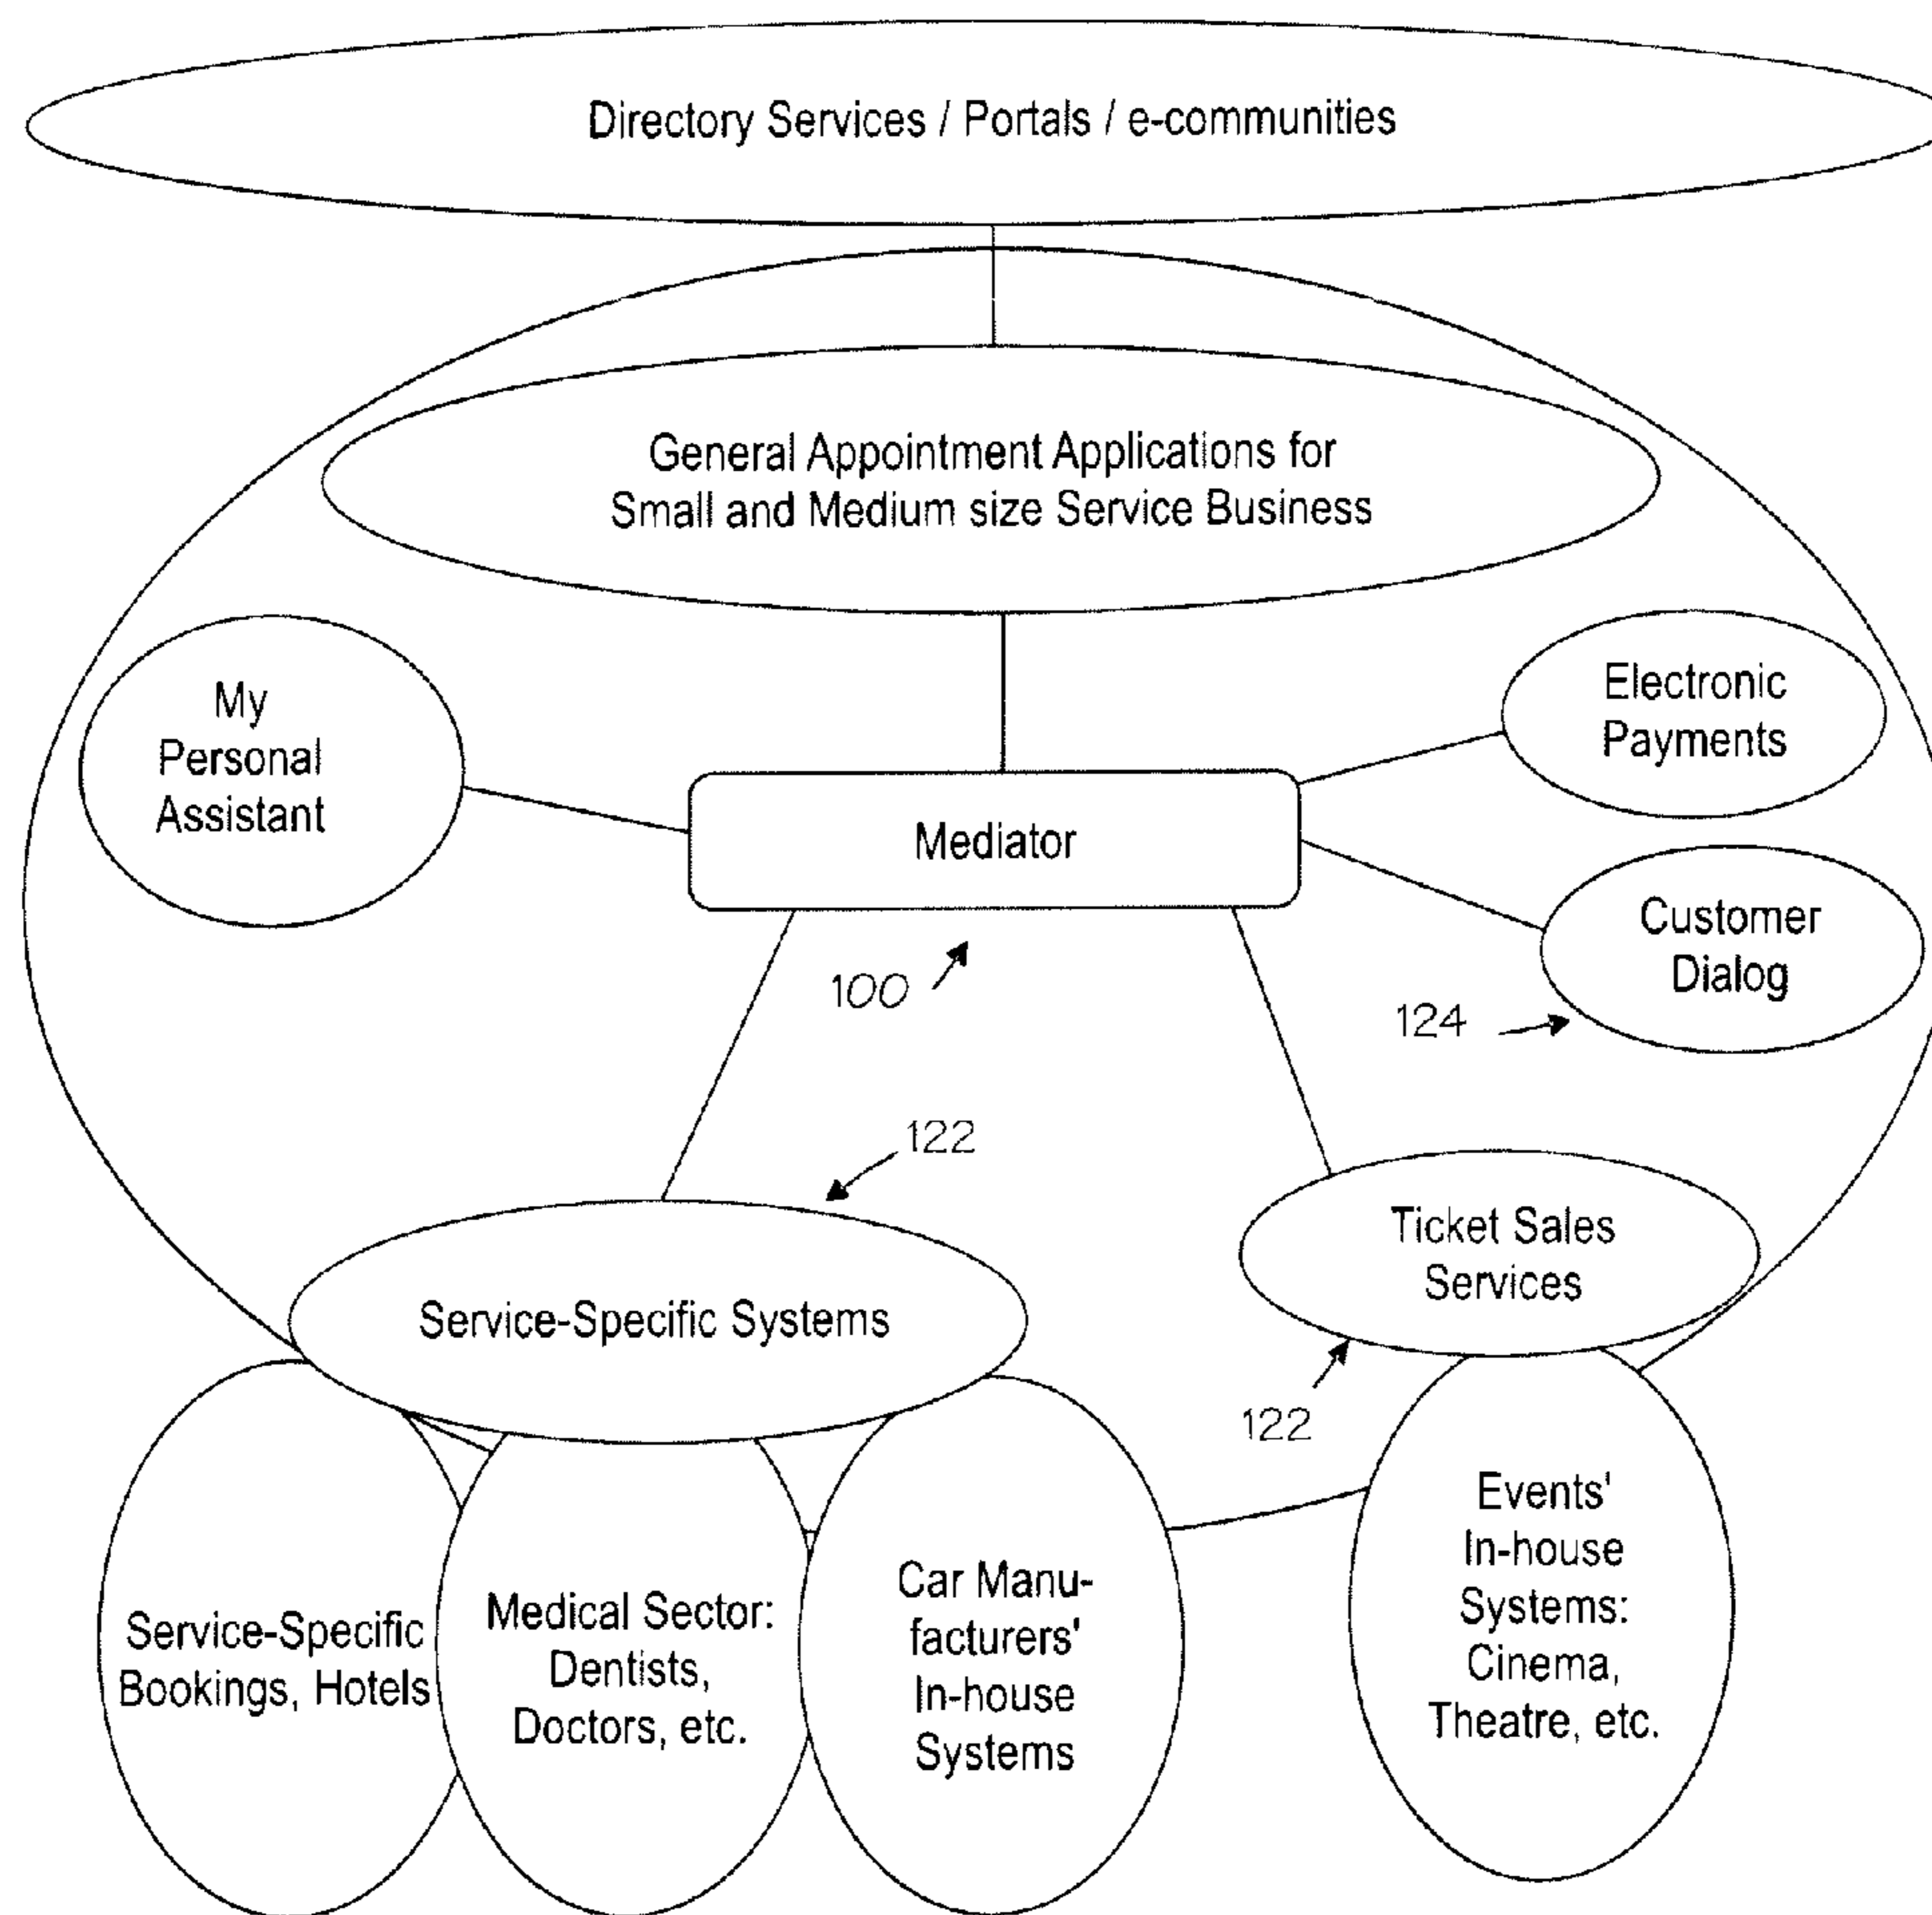 Directory Services / Portals / e-communities
General Appointment Applications for
Small and Medium size Service Business
My
Personal
Assistant
Electronic
Payments
Mediator
Customer
Dialog
100
124
122
Ticket Sales
Services
Service-Specific Systems
122
Events'
In-house
Systems:
Cinema,
Theatre, etc.
Service-Specific
Bookings, Hotels
Medical Sector:
Dentists,
Doctors, etc.
Car Manu-
facturers'
In-house
Systems